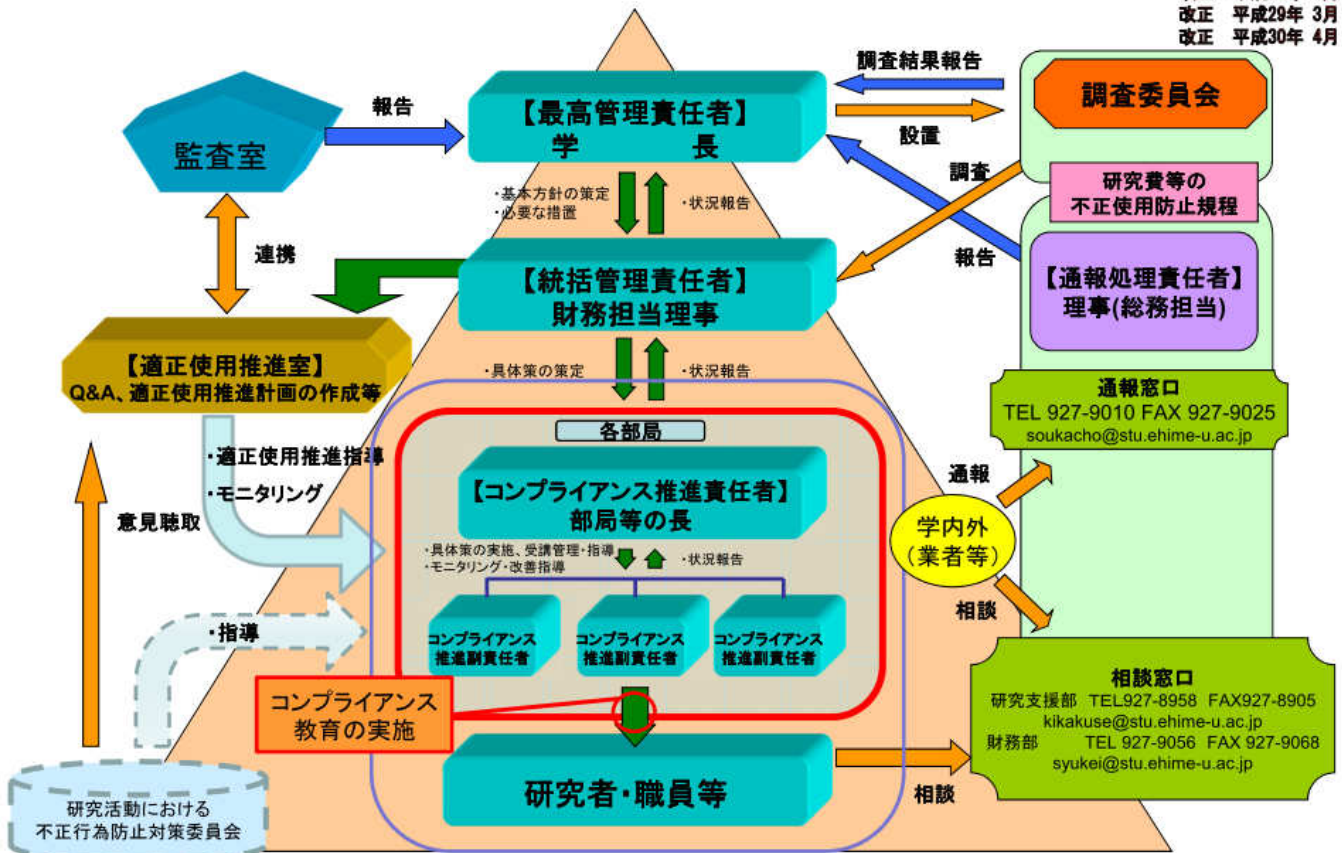 改正 平成29年 3月
改正 平成30年 4月
調査結果報告
調査委員会
監査室
報告
【最高管理責任者】
学 長
設置
調査
研究費等の
不正使用防止規程
・基本方針の策定
・必要な措置
・状況報告
連携
【統括管理責任者】
財務担当理事
報告
【通報処理責任者】
理事(総務担当)
【適正使用推進室】
Q&A、適正使用推進計画の作成等
・具体策の策定
・状況報告
通報窓口
TEL 927-9010 FAX 927-9025
soukacho@stu.ehime-u.ac.jp
各部局
・適正使用推進指導
・モニタリング
意見聴取
【コンプライアンス推進責任者】
部局等の長
通報
学内外
(業者等)
相談
・具体策の実施、受講管理・指導
・モニタリング・改善指導
・状況報告
コンプライアンス
推進副責任者
コンプライアンス
推進副責任者
コンプライアンス
推進副責任者
・指導
コンプライアンス
教育の実施
相談窓口
研究支援部 TEL927-8958 FAX927-8905
kikakuse@stu.ehime-u.ac.jp
財務部 TEL 927-9056 FAX 927-9068
syukei@stu.ehime-u.ac.jp
研究者・職員等
相談
研究活動における
不正行為防止対策委員会